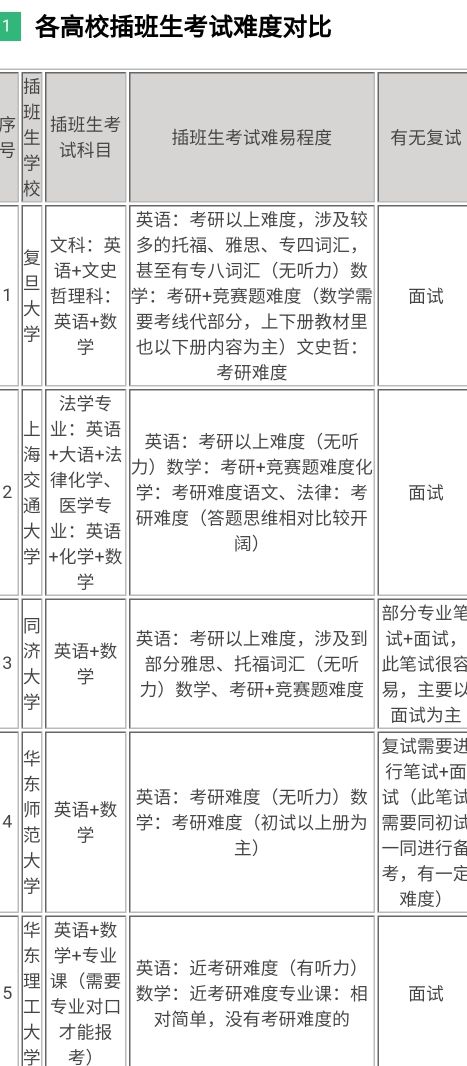 1 各高校插班生考试难度对比
序
号
插
班
生
学
校
插班生考
试科目
插班生考试难易程度
有无复试
1
复
旦
大
学
文科：英
语+文史
哲理科：
英语+数
学
英语：考研以上难度，涉及较
多的托福、雅思、专四词汇，
甚至有专八词汇（无听力）数
学：考研+竞赛题难度（数学需
要考线代部分，上下册教材里
也以下册内容为主）文史哲：
考研难度
面试
2
上
海
交
通
大
学
法学专
业：英语
+大语+法
律化学、
医学专
业：英语
+化学+数
学
英语：考研以上难度（无听
力）数学：考研+竞赛题难度化
学：考研难度语文、法律：考
研难度（答题思维相对比较开
阔）
面试
3
同
济
大
学
英语+数
学
英语：考研以上难度，涉及到
部分雅思、托福词汇（无听
力）数学、考研+竞赛题难度
部分专业笔
试+面试，
此笔试很容
易，主要以
面试为主
4
华
东
师
范
大
学
英语+数
学
英语：考研难度（无听力）数
学：考研难度（初试以上册为
主）
复试需要进
行笔试+面
试（此笔试
需要同初试
一同进行备
考，有一定
难度）
5
华
东
理
工
大
学
英语+数
学+专业
课（需要
专业对口
才能报
考）
英语：近考研难度（有听力）
数学：近考研难度专业课：相
对简单，没有考研难度的
面试